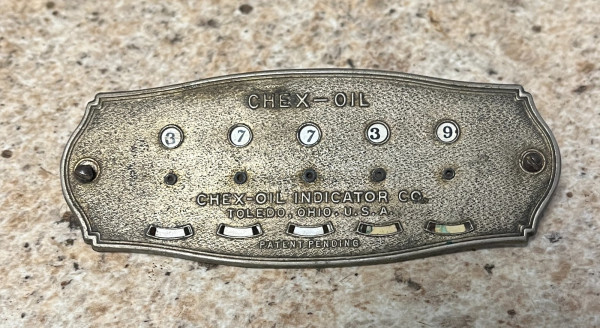 CHEX-OIL
3 7 7 3 9
CHEX-OIL INDICATOR CO.
TOLEDO, OHIO. U.S.A.
PATENT PENDING